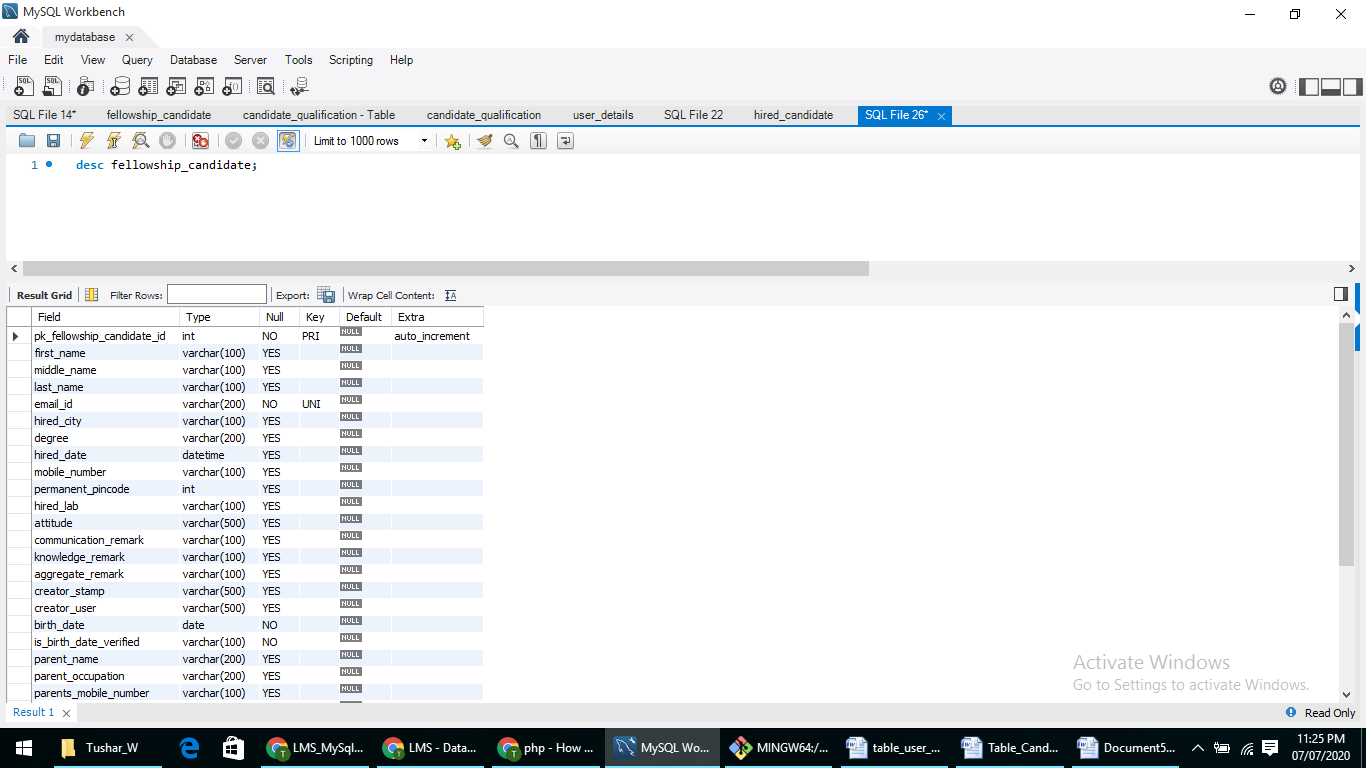 MySQL Workbench
mydatabase
File Edit View Query Database Server Tools Scripting Help
SQL File 14* fellowship_candidate candidate_qualification - Table candidate_qualification user_details SQL File 22 hired_candidate SQL File 26*
Limit to 1000 rows
1 desc fellowship_candidate;
Result Grid Filter Rows: Export: Wrap Cell Content:
Field Type Null Key Default Extra
pk_fellowship_candidate_id int NO PRI NULL auto_increment
first_name varchar(100) YES NULL
middle_name varchar(100) YES NULL
last_name varchar(100) YES NULL
email_id varchar(200) NO UNI NULL
hired_city varchar(100) YES NULL
degree varchar(200) YES NULL
hired_date datetime YES NULL
mobile_number varchar(100) YES NULL
permanent_pincode int YES NULL
hired_lab varchar(100) YES NULL
attitude varchar(500) YES NULL
communication_remark varchar(100) YES NULL
knowledge_remark varchar(100) YES NULL
aggregate_remark varchar(100) YES NULL
creator_stamp varchar(500) YES NULL
creator_user varchar(500) YES NULL
birth_date date NO NULL
is_birth_date_verified varchar(100) NO NULL
parent_name varchar(200) YES NULL
parent_occupation varchar(200) YES NULL
parents_mobile_number varchar(100) YES NULL
Activate Windows
Go to Settings to activate Windows.
Result 1 Read Only
Tushar_W LMS_MySql... LMS - Data... php - How ... MySQL Wo... MINGW64:/... table_user_... Table_Cand... Document5... 11:25 PM
07/07/2020